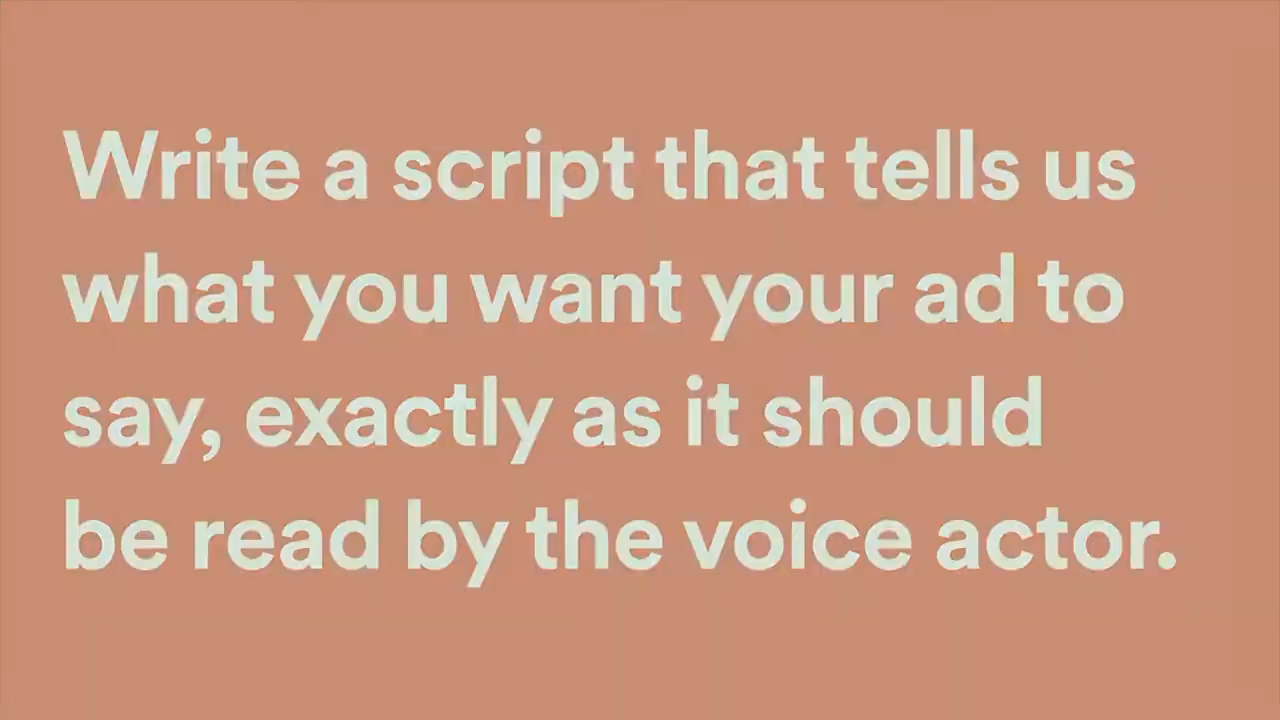 Write a script that tells us
what you want your ad to
say, exactly as it should
be read by the voice actor.